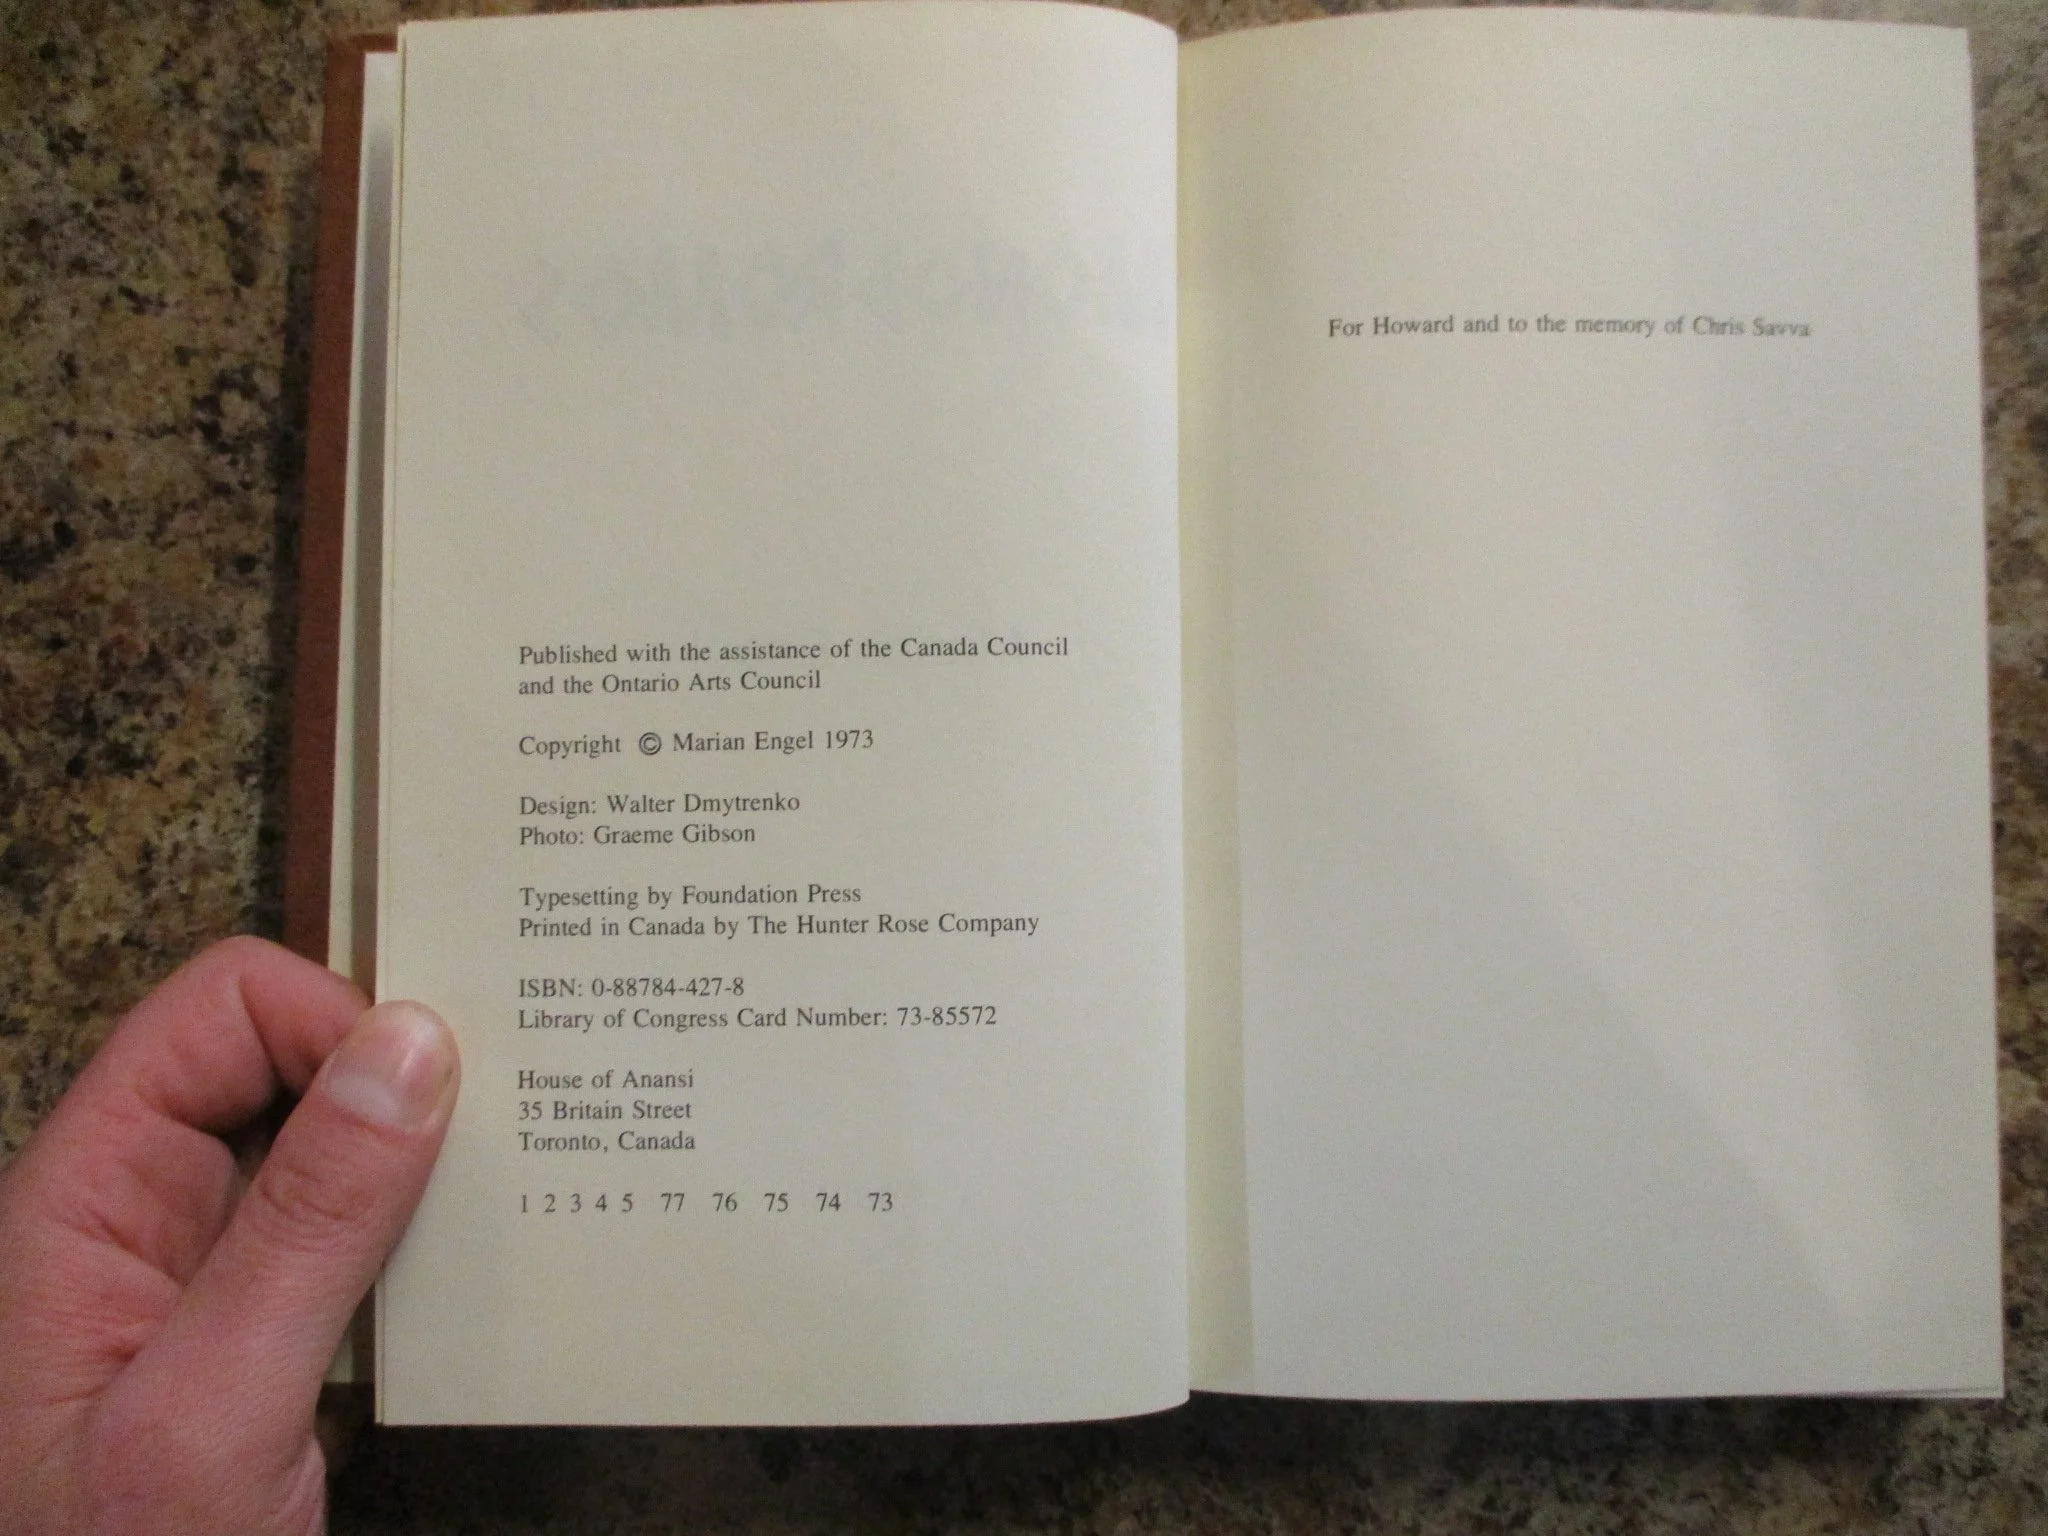 Published with the assistance of the Canada Council
and the Ontario Arts Council
Copyright © Marian Engel 1973
Design: Walter Dmytrenko
Photo: Graeme Gibson
Typesetting by Foundation Press
Printed in Canada by The Hunter Rose Company
ISBN: 0-88784-427-8
Library of Congress Card Number: 73-85572
House of Anansi
35 Britain Street
Toronto, Canada
1 2 3 4 5 77 76 75 74 73
For Howard and to the memory of Chris Savva